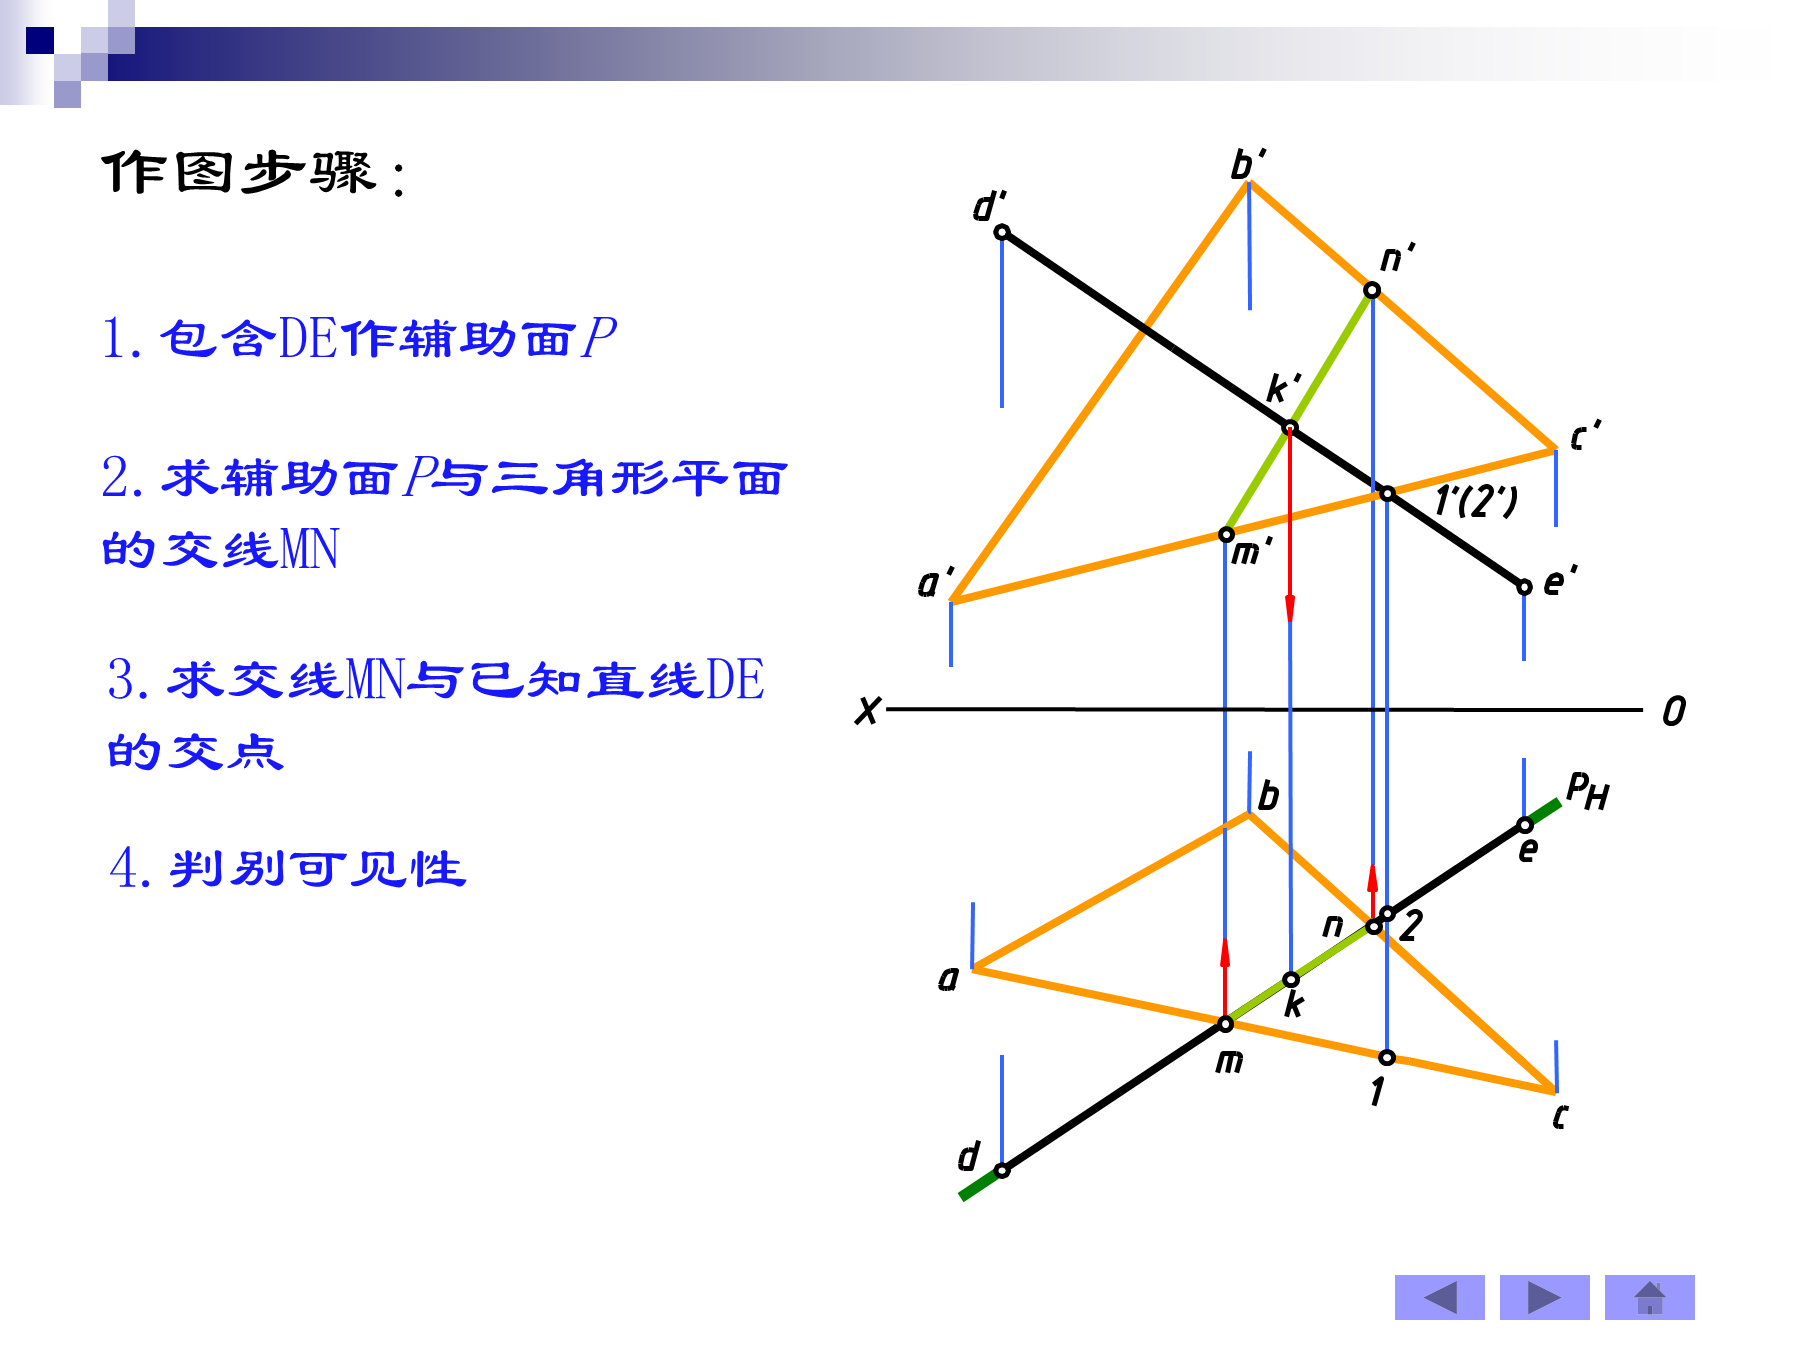 作图步骤:
1.包含DE作辅助面P
2.求辅助面P与三角形平面
的交线MN
3.求交线MN与已知直线DE
的交点
4.判别可见性
b'
d'
n'
k'
c'
1'(2')
m'
a'
e'
X
O
b
PH
e
n
2
a
k
m
1
c
d